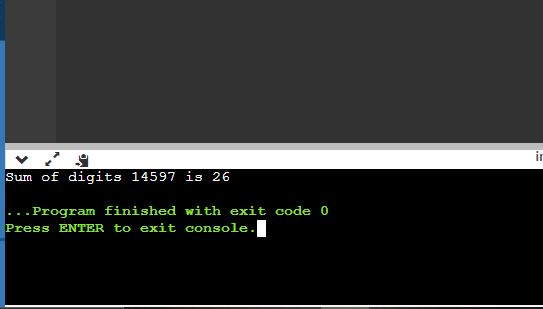 in
Sum of digits 14597 is 26
...Program finished with exit code 0
Press ENTER to exit console.